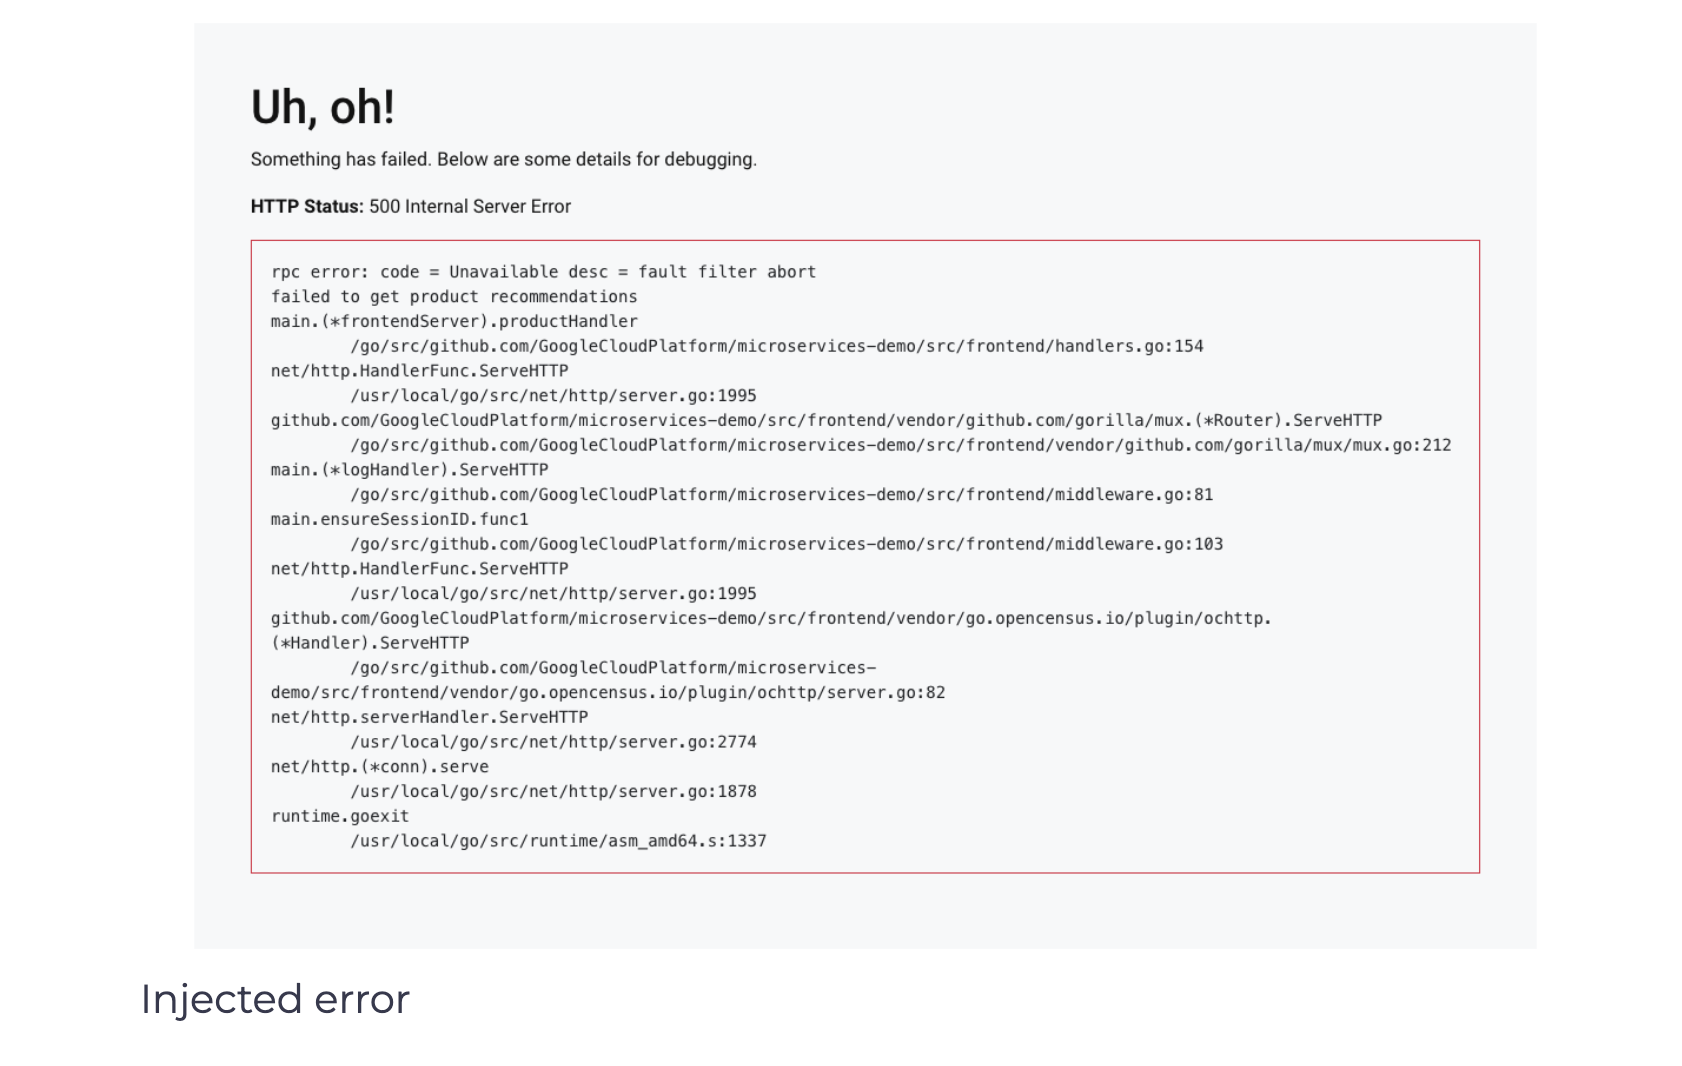 Uh, oh!
Something has failed. Below are some details for debugging.
HTTP Status: 500 Internal Server Error
rpc error: code = Unavailable desc = fault filter abort
failed to get product recommendations
main.(*frontendServer).productHandler
/go/src/github.com/GoogleCloudPlatform/microservices-demo/src/frontend/handlers.go:154
net/http.HandlerFunc.ServeHTTP
/usr/local/go/src/net/http/server.go:1995
github.com/GoogleCloudPlatform/microservices-demo/src/frontend/vendor/github.com/gorilla/mux.(*Router).ServeHTTP
/go/src/github.com/GoogleCloudPlatform/microservices-demo/src/frontend/vendor/github.com/gorilla/mux/mux.go:212
main.(*logHandler).ServeHTTP
/go/src/github.com/GoogleCloudPlatform/microservices-demo/src/frontend/middleware.go:81
main.ensureSessionID.func1
/go/src/github.com/GoogleCloudPlatform/microservices-demo/src/frontend/middleware.go:103
net/http.HandlerFunc.ServeHTTP
/usr/local/go/src/net/http/server.go:1995
github.com/GoogleCloudPlatform/microservices-demo/src/frontend/vendor/go.opencensus.io/plugin/ochttp.
(*Handler).ServeHTTP
/go/src/github.com/GoogleCloudPlatform/microservices-
demo/src/frontend/vendor/go.opencensus.io/plugin/ochttp/server.go:82
net/http.serverHandler.ServeHTTP
/usr/local/go/src/net/http/server.go:2774
net/http.(*conn).serve
/usr/local/go/src/net/http/server.go:1878
runtime.goexit
/usr/local/go/src/runtime/asm_amd64.s:1337
Injected error